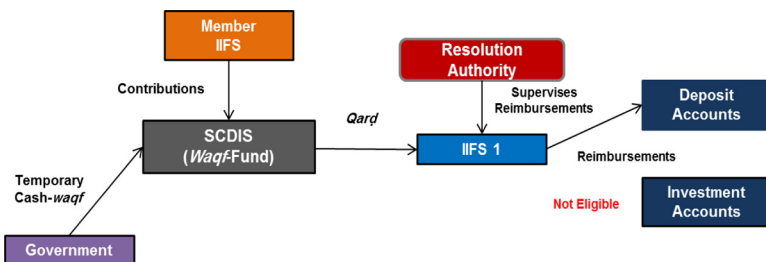 Member
IIFS
Resolution
Authority
Contributions
Supervises
Reimbursements
Deposit
Accounts
Qarḍ
SCDIS
(Waqf-Fund)
IIFS 1
Reimbursements
Temporary
Cash-waqf
Not Eligible
Investment
Accounts
Government